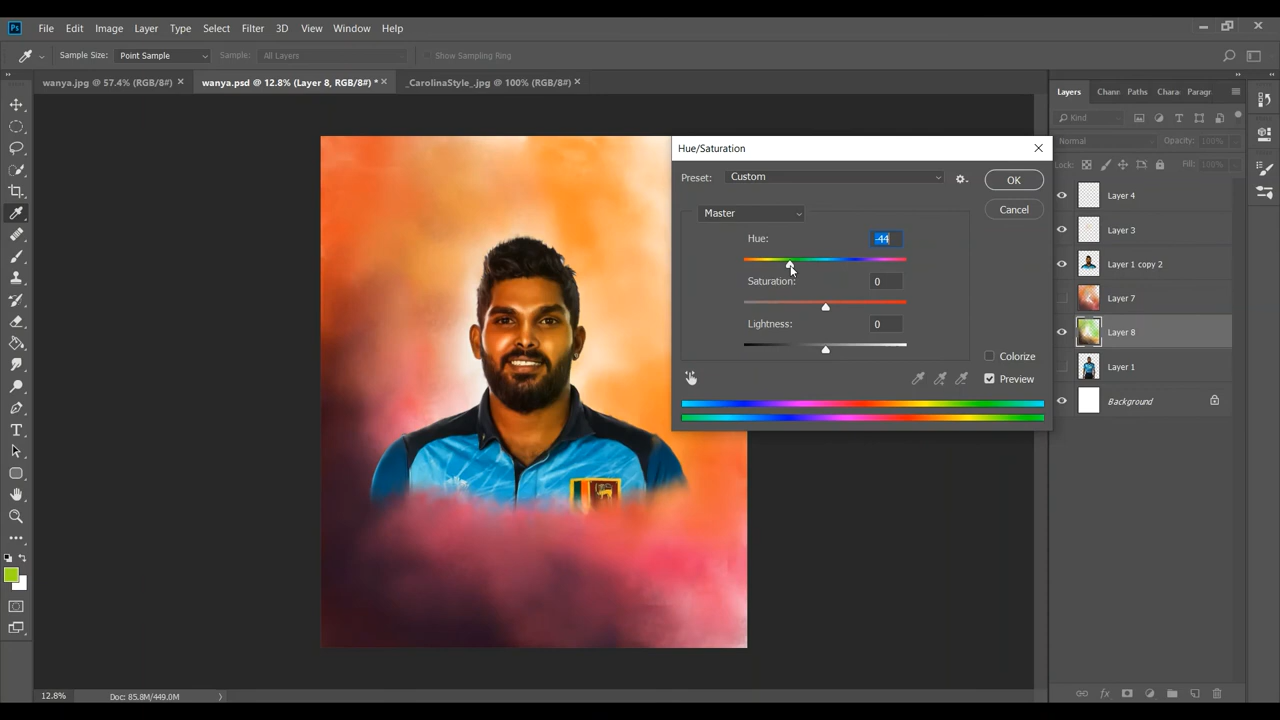 Ps File Edit Image Layer Type Select Filter 3D View Window Help
Sample Size: Point Sample Sample: All Layers Show Sampling Ring
wanya.jpg @ 57.4% (RGB/8#) × wanya.psd @ 12.8% (Layer 8, RGB/8#) * × _CarolinaStyle_.jpg @ 100% (RGB/8#) ×
Layers Chann Paths Chara Paragr
Kind
Normal Opacity: 100%
Lock: Fill: 100%
Layer 4
Layer 3
Layer 1 copy 2
Layer 7
Layer 8
Layer 1
Background
Hue/Saturation
Preset: Custom
OK
Cancel
Master
Hue: -44
Saturation: 0
Lightness: 0
Colorize
Preview
12.8% Doc: 85.8M/449.0M